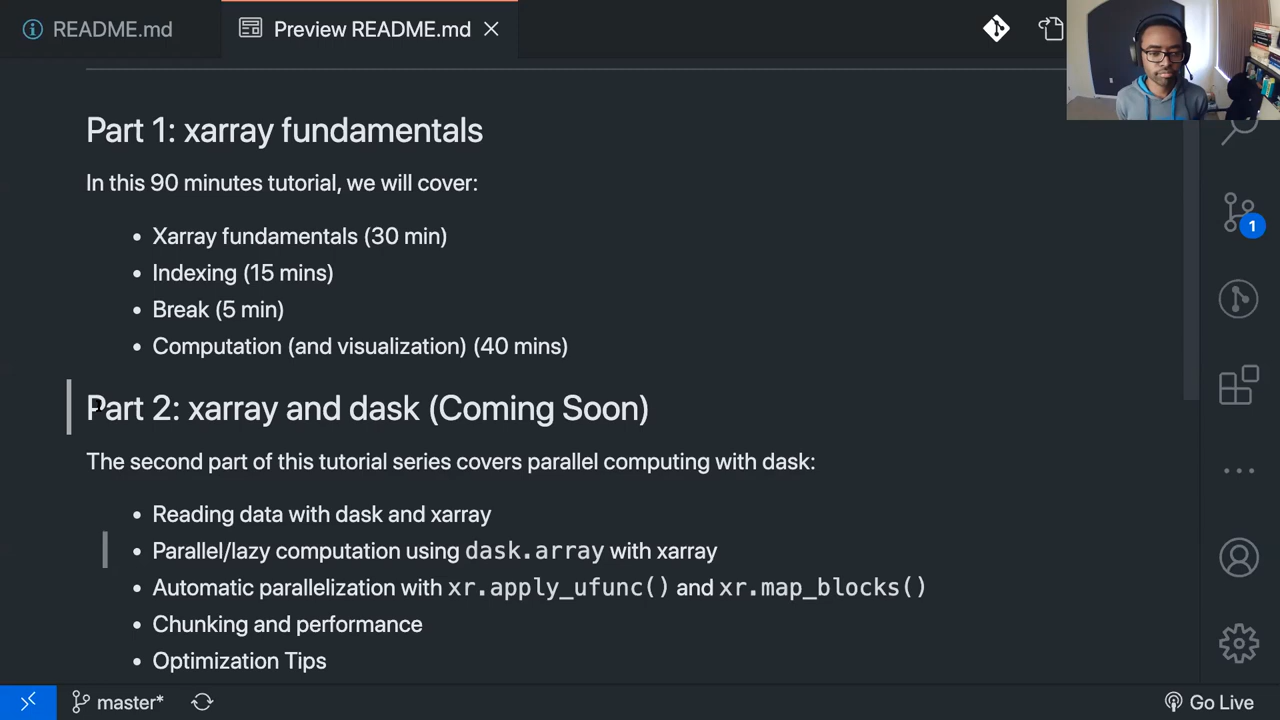 README.md
Preview README.md
Part 1: xarray fundamentals
In this 90 minutes tutorial, we will cover:
• Xarray fundamentals (30 min)
• Indexing (15 mins)
• Break (5 min)
• Computation (and visualization) (40 mins)
Part 2: xarray and dask (Coming Soon)
The second part of this tutorial series covers parallel computing with dask:
• Reading data with dask and xarray
• Parallel/lazy computation using dask.array with xarray
• Automatic parallelization with xr.apply_ufunc() and xr.map_blocks()
• Chunking and performance
• Optimization Tips
1
master*
Go Live